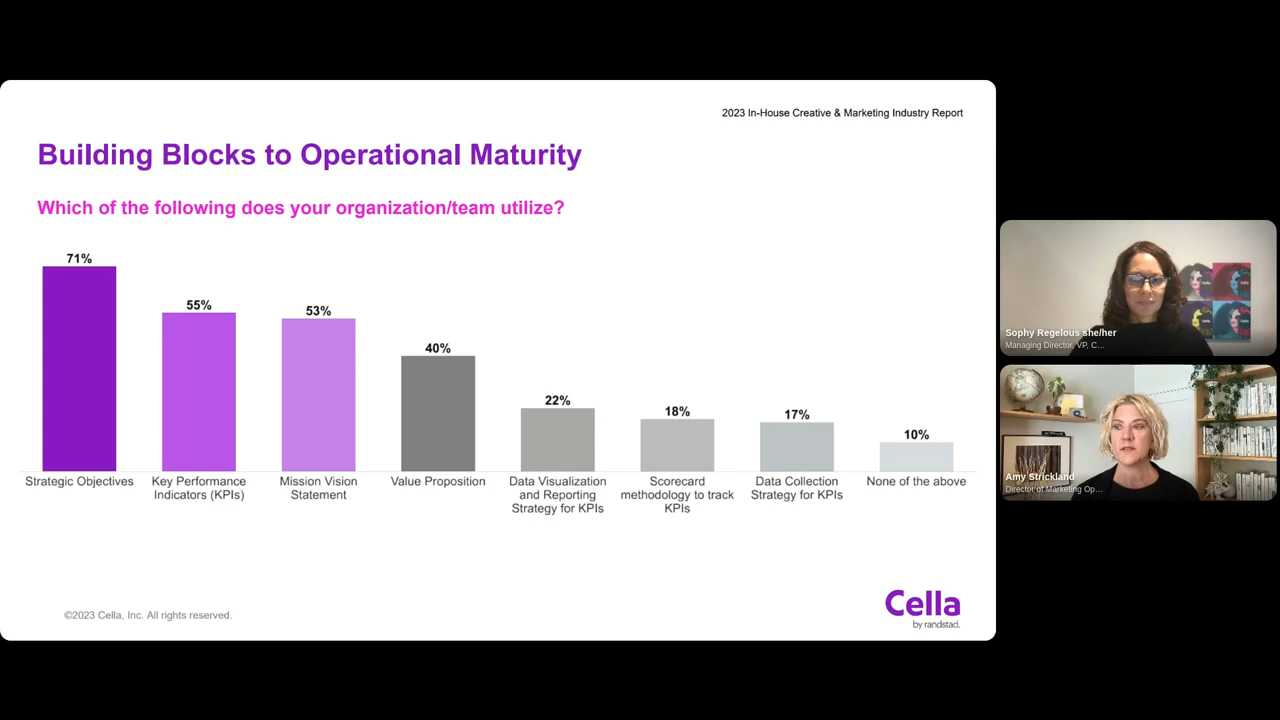 2023 In-House Creative & Marketing Industry Report
Building Blocks to Operational Maturity
Which of the following does your organization/team utilize?
71%
55%
53%
40%
22%
18%
17%
10%
Strategic Objectives
Key Performance
Indicators (KPIs)
Mission Vision
Statement
Value Proposition
Data Visualization
and Reporting
Strategy for KPIs
Scorecard
methodology to track
KPIs
Data Collection
Strategy for KPIs
None of the above
©2023 Cella, Inc. All rights reserved.
Cella
by randstad.
Sophy Regelous she/her
Managing Director, VP, C...
Amy Strickland
Director of Marketing Op...